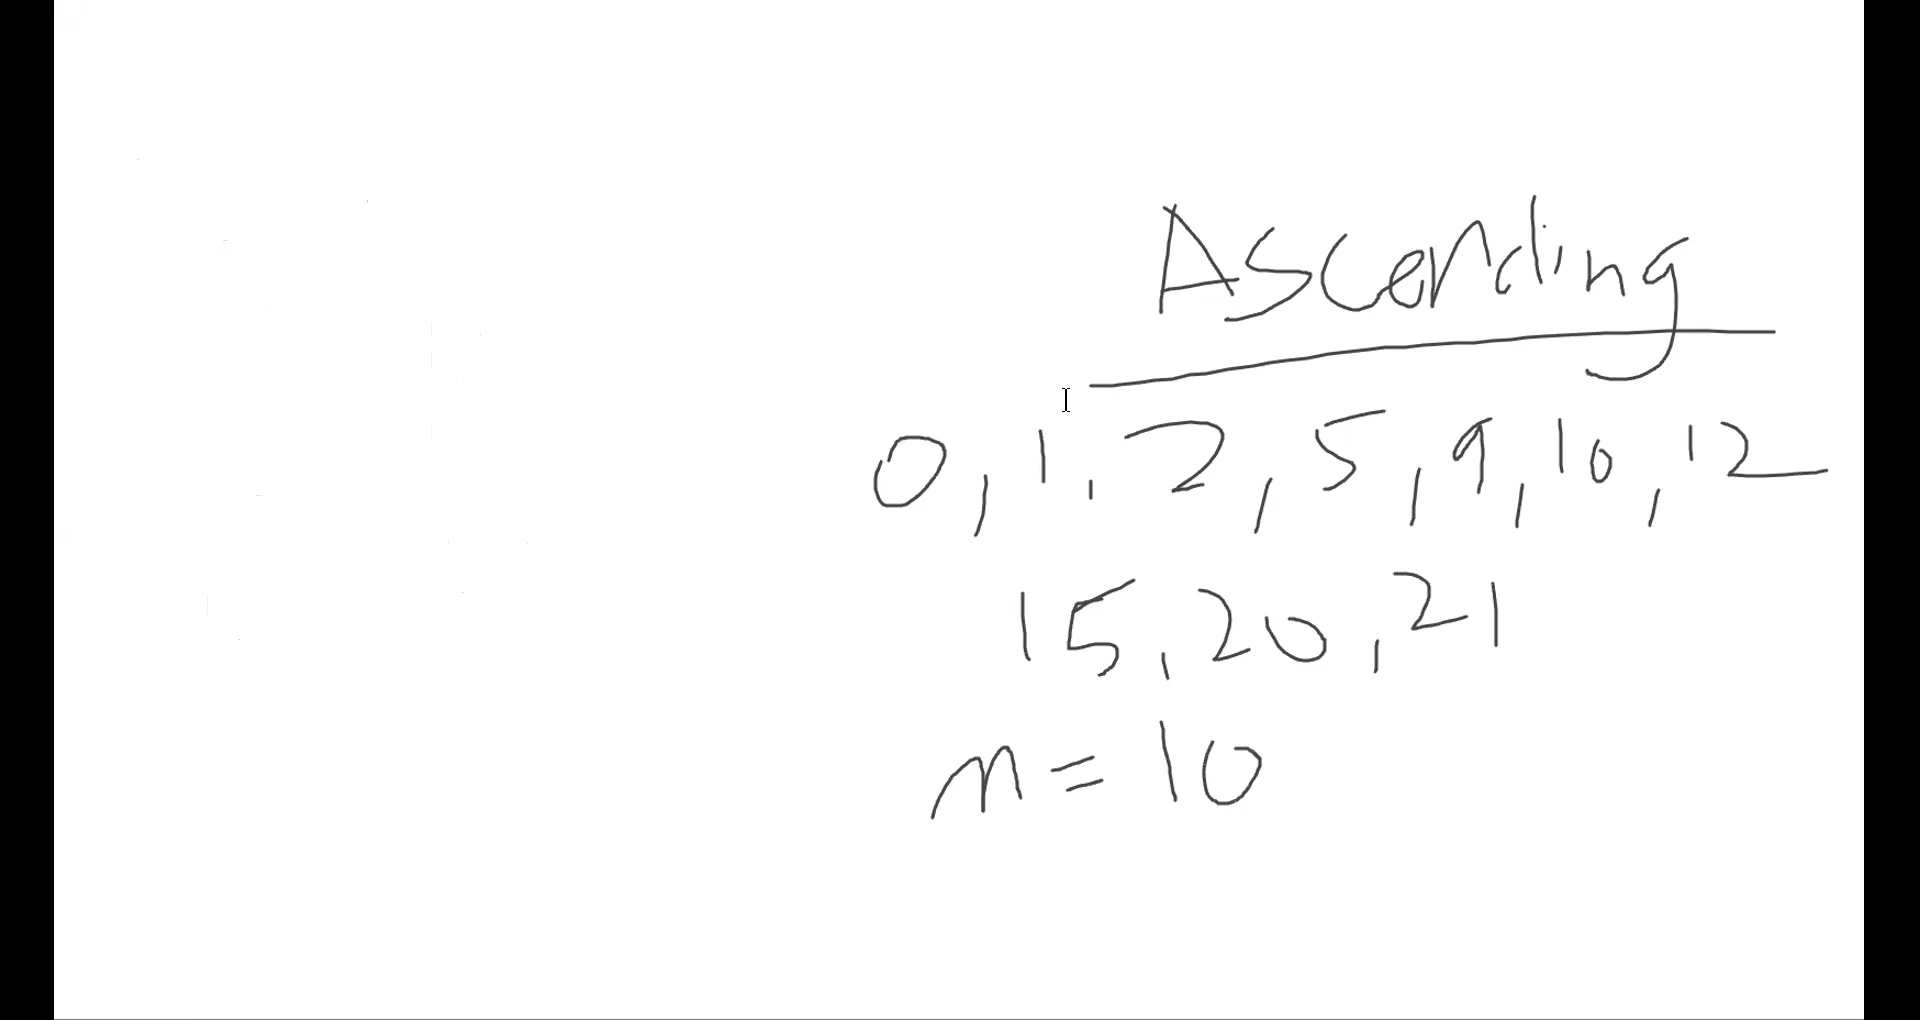 Ascending
0, 1, 2, 5, 9, 10, 12
15, 20, 21
n = 10